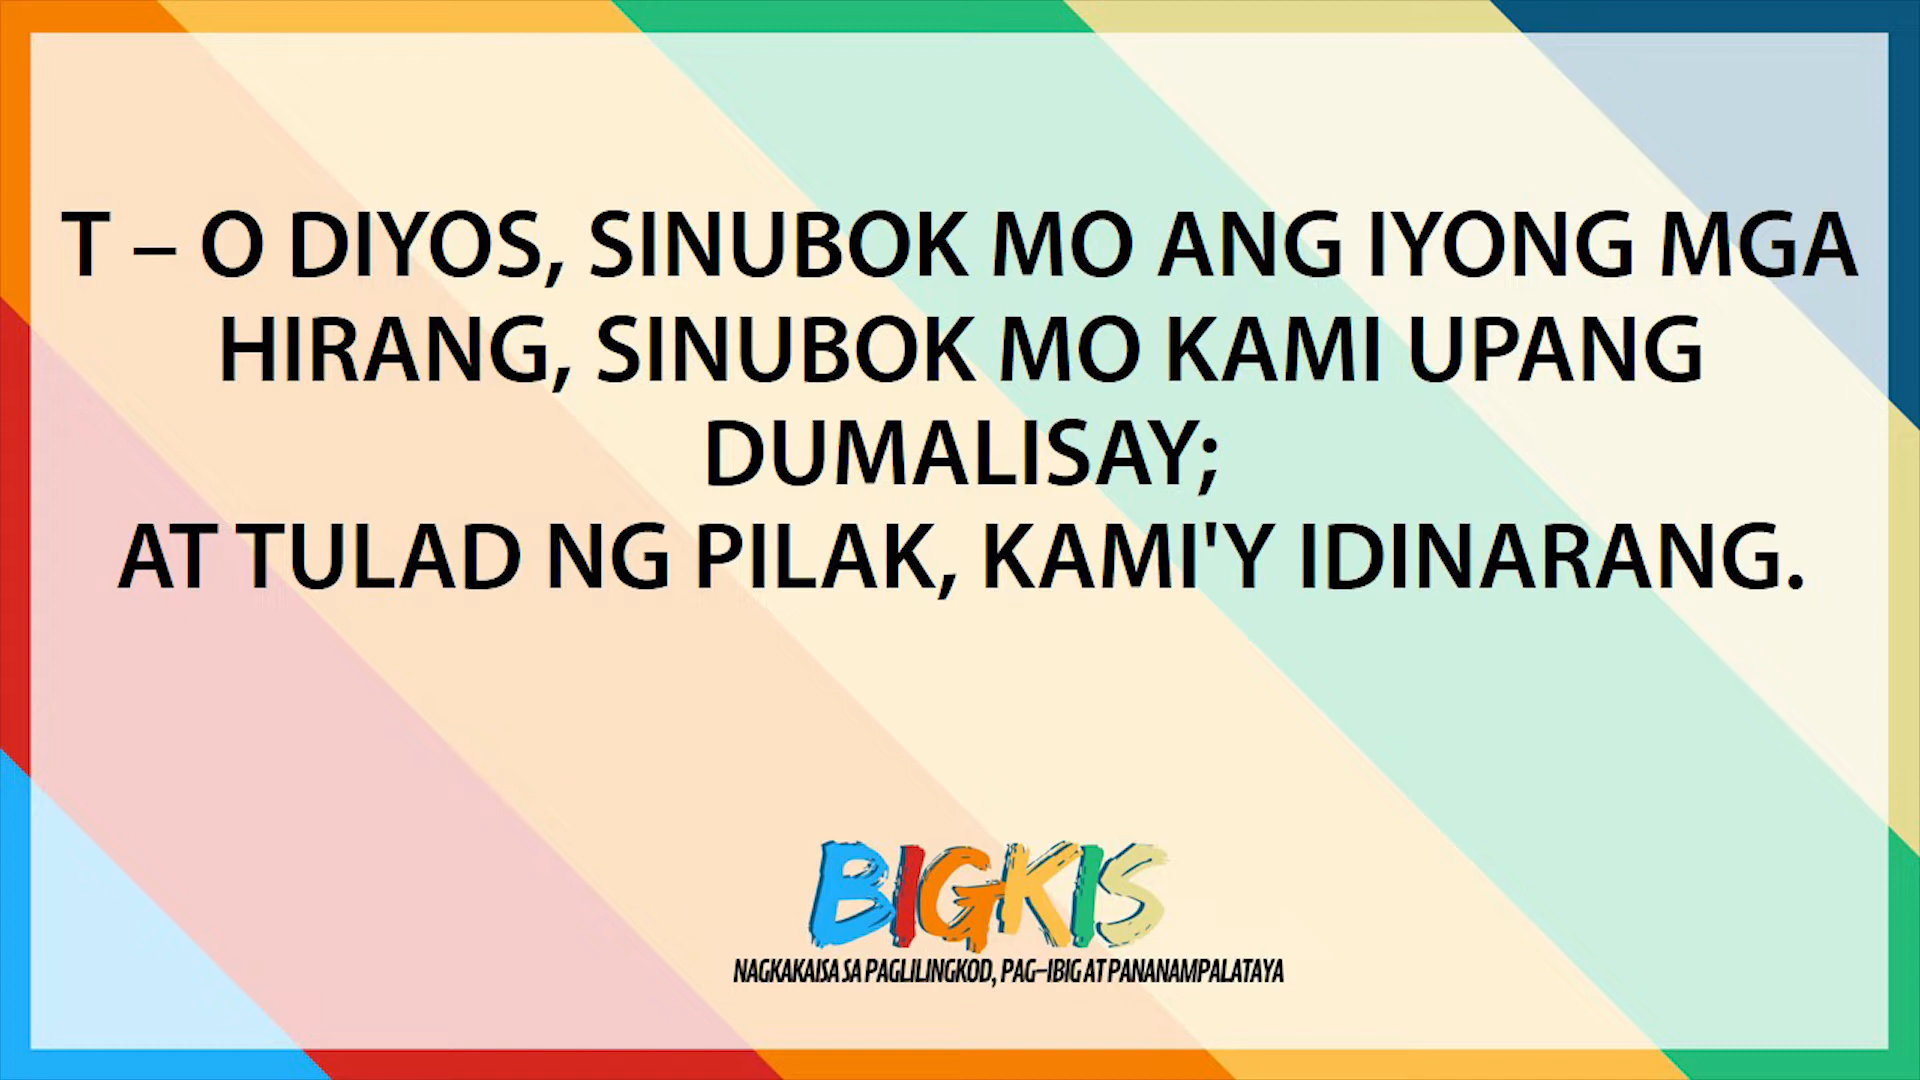 T – O DIYOS, SINUBOK MO ANG IYONG MGA
HIRANG, SINUBOK MO KAMI UPANG
DUMALISAY;
AT TULAD NG PILAK, KAMI'Y IDINARANG.
BIGKIS
NAGKAKAISA SA PAGLILINGKOD, PAG-IBIG AT PANANAMPALATAYA